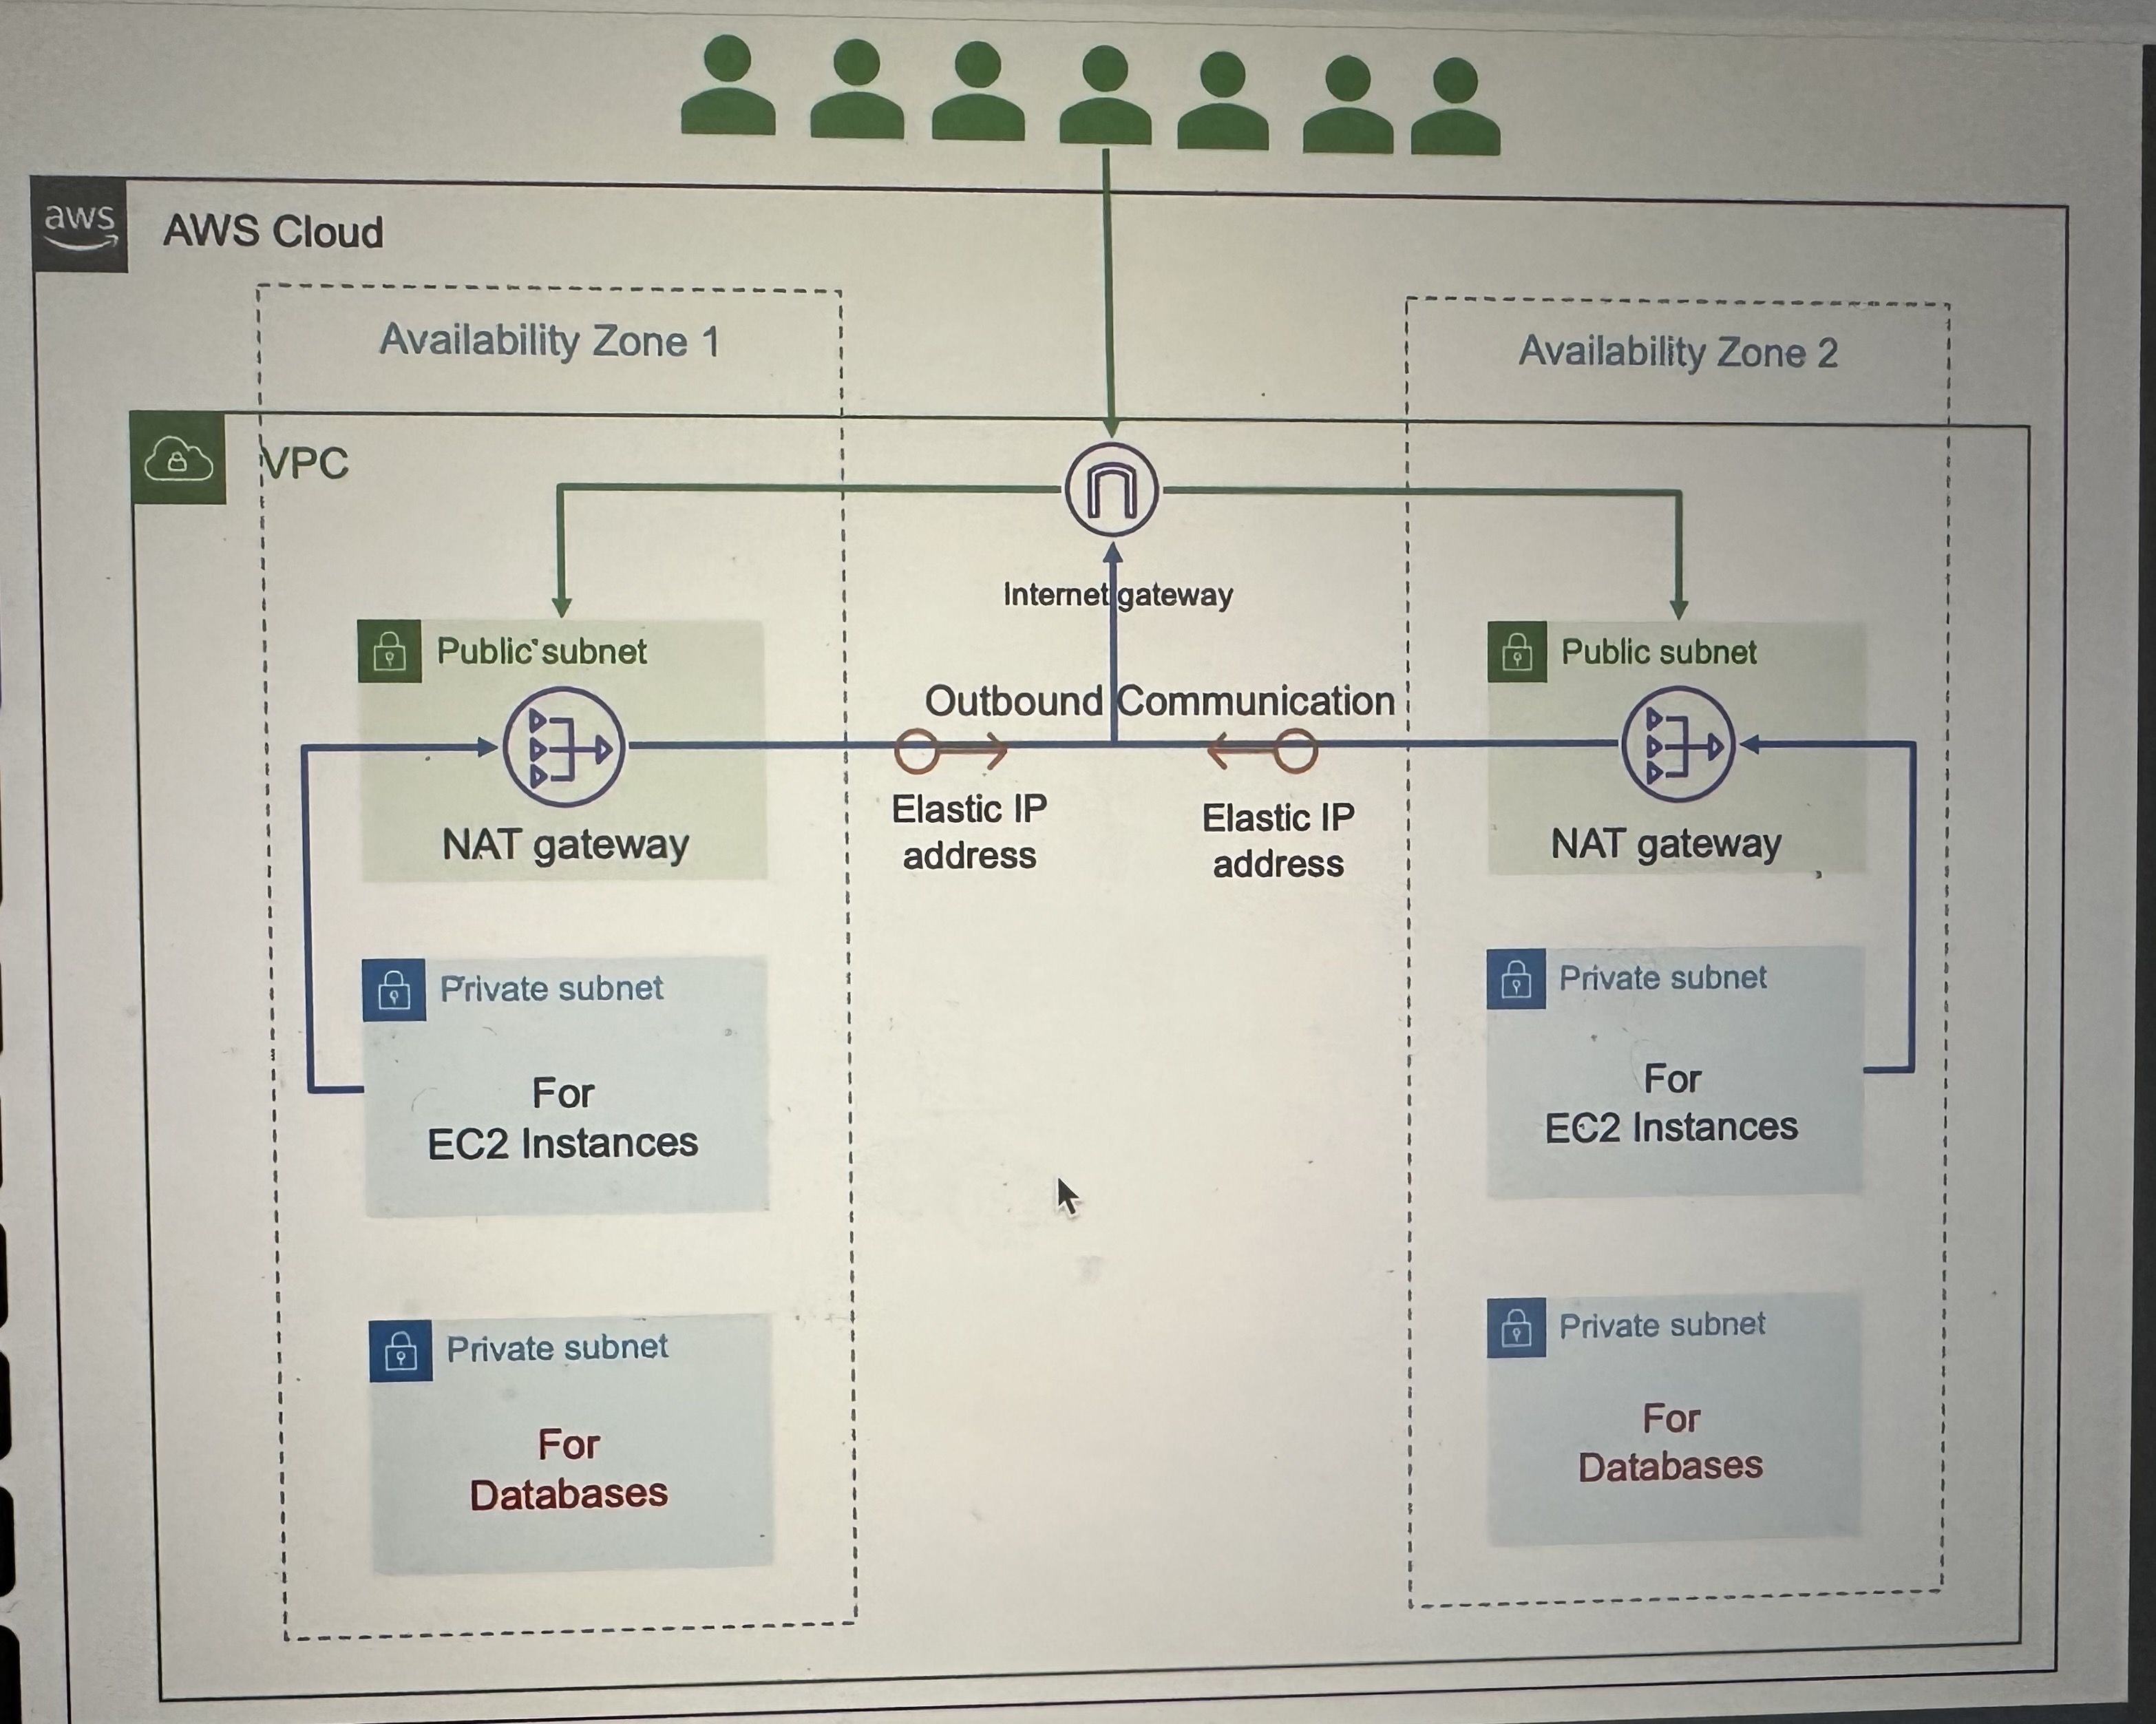 aws
AWS Cloud
Availability Zone 1
Availability Zone 2
VPC
Internet gateway
Public subnet
Public subnet
Outbound Communication
NAT gateway
Elastic IP
address
Elastic IP
address
NAT gateway
Private subnet
For
EC2 Instances
Private subnet
For
EC2 Instances
Private subnet
For
Databases
Private subnet
For
Databases